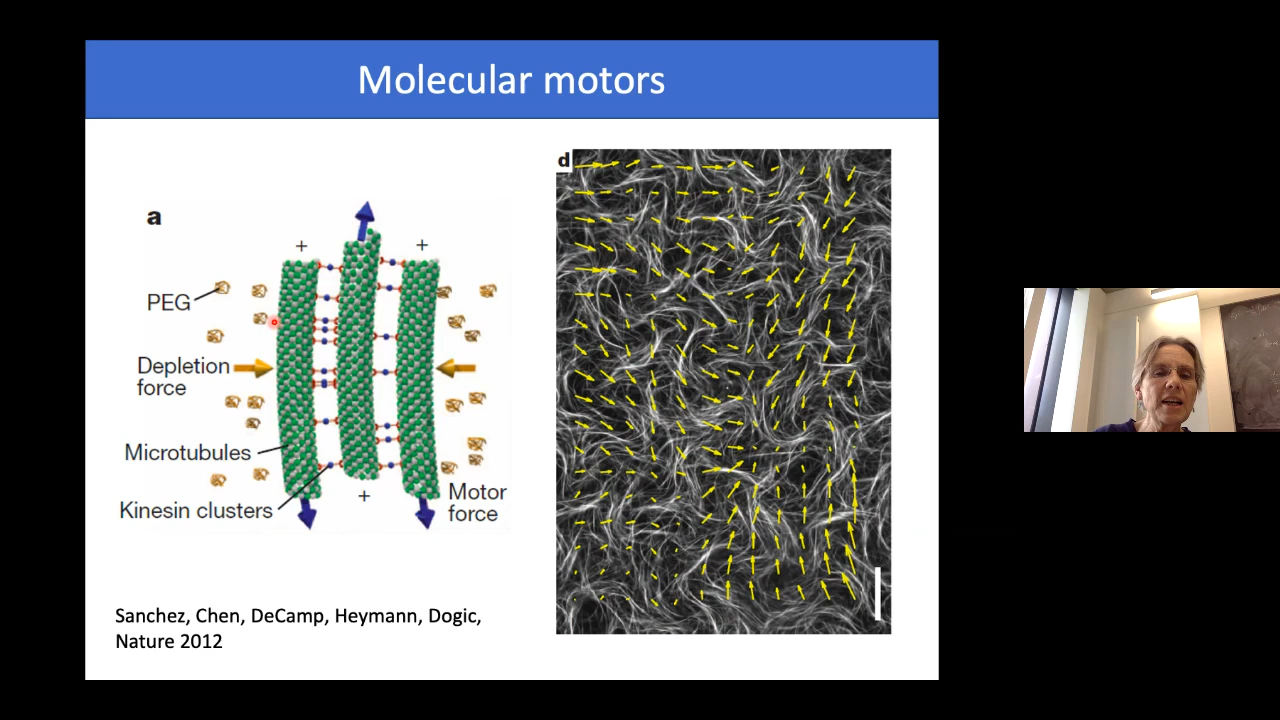 Molecular motors
a
+
+
PEG
Depletion
force
Microtubules
Kinesin clusters
+
Motor
force
d
Sanchez, Chen, DeCamp, Heymann, Dogic,
Nature 2012